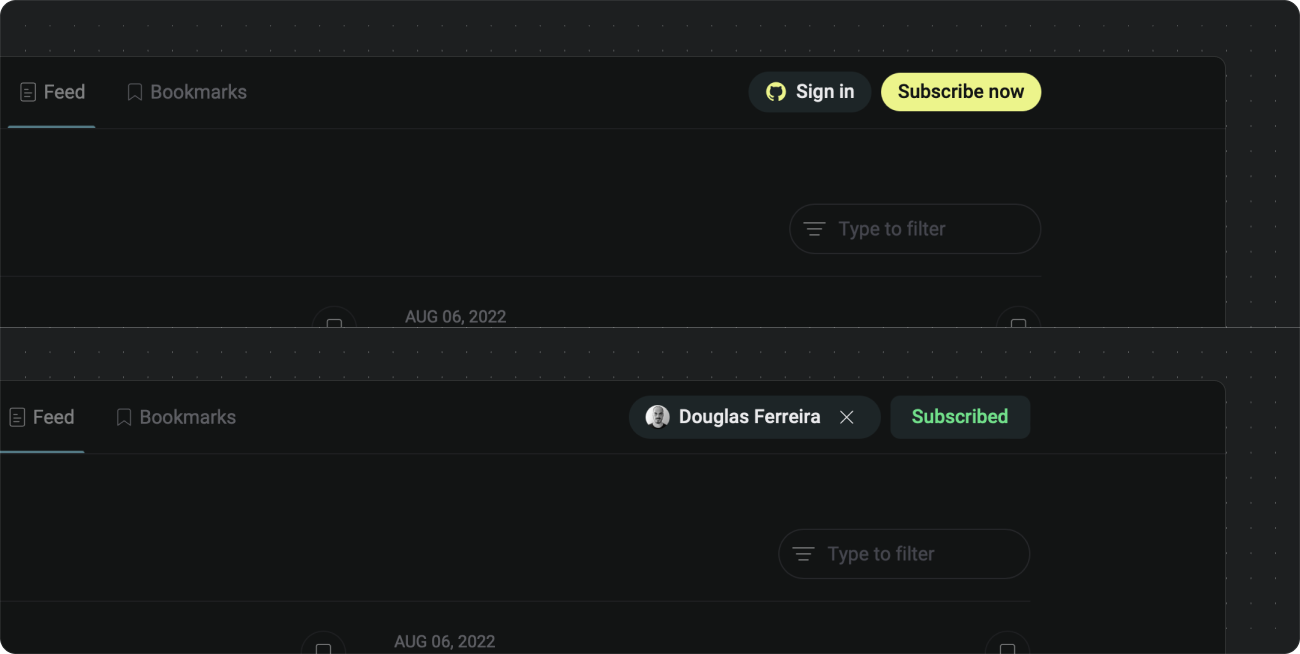 Feed Bookmarks Sign in Subscribe now
Type to filter
AUG 06, 2022
Feed Bookmarks Douglas Ferreira Subscribed
Type to filter
AUG 06, 2022